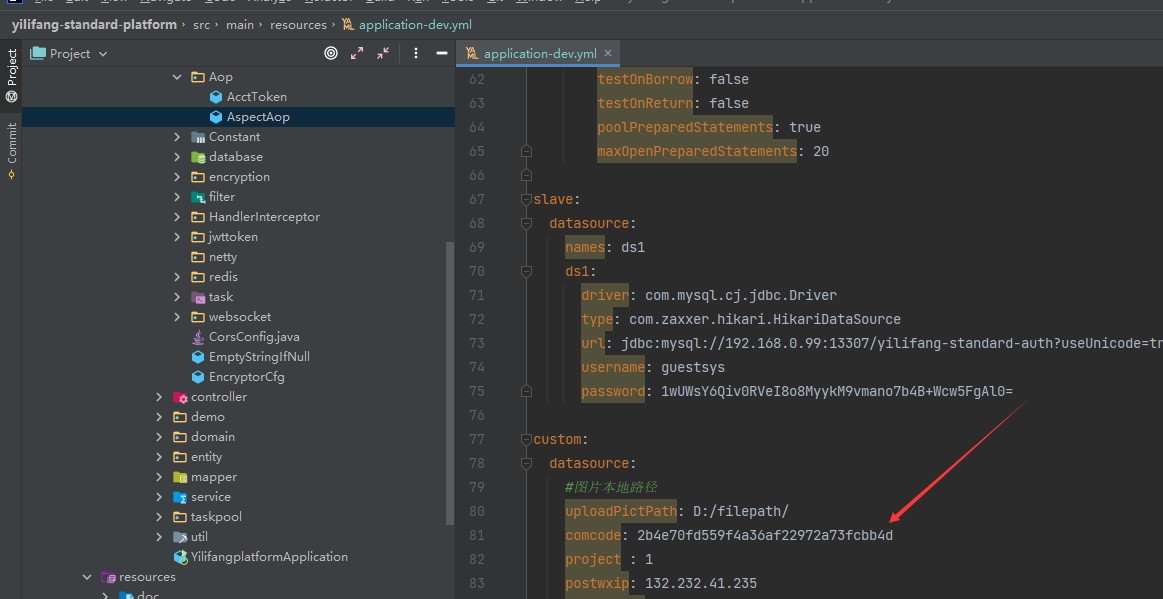 yilifang-standard-platform › src › main › resources › application-dev.yml
Project
application-dev.yml ×
Project
Commit
Aop
AcctToken
AspectAop
Constant
database
encryption
filter
HandlerInterceptor
jwttoken
netty
redis
task
websocket
CorsConfig.java
EmptyStringIfNull
EncryptorCfg
controller
demo
domain
entity
mapper
service
taskpool
util
YilifangplatformApplication
resources
doc
62 testOnBorrow: false
63 testOnReturn: false
64 poolPreparedStatements: true
65 maxOpenPreparedStatements: 20
66
67 slave:
68 datasource:
69 names: ds1
70 ds1:
71 driver: com.mysql.cj.jdbc.Driver
72 type: com.zaxxer.hikari.HikariDataSource
73 url: jdbc:mysql://192.168.0.99:13307/yilifang-standard-auth?useUnicode=tr
74 username: guestsys
75 password: 1wUWsY6Qiv0RVeI8o8MyykM9vmano7b4B+Wcw5FgAl0=
76
77 custom:
78 datasource:
79 #图片本地路径
80 uploadPictPath: D:/filepath/
81 comcode: 2b4e70fd559f4a36af22972a73fcbb4d
82 project : 1
83 postwxip: 132.232.41.235